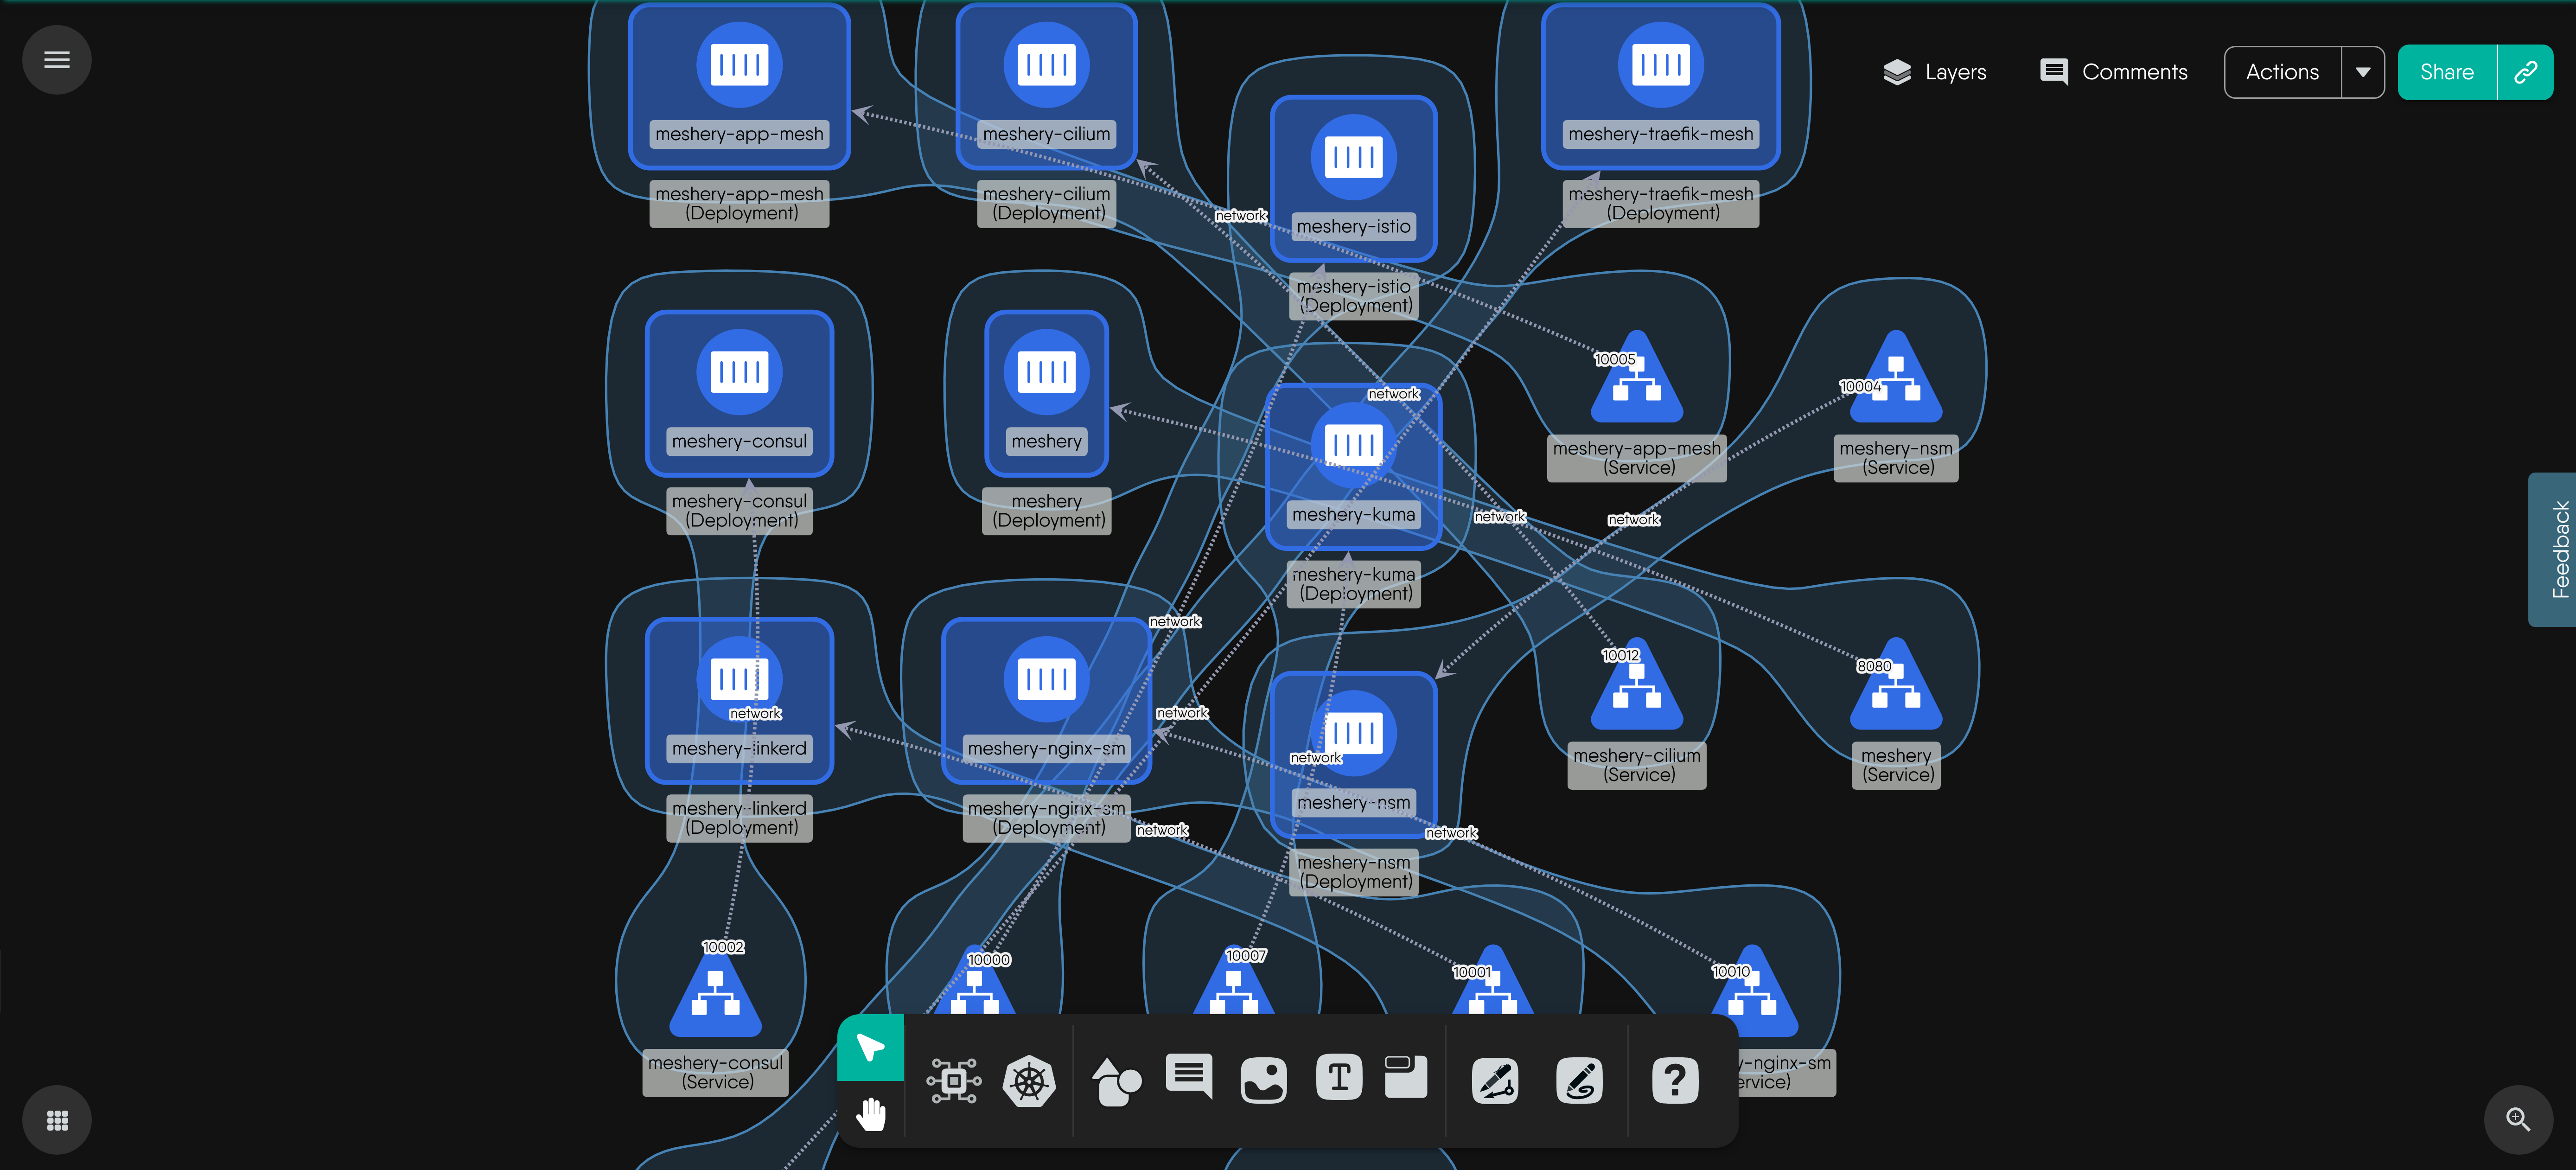 meshery-app-mesh
meshery-cilium
meshery-traefik-mesh
Layers
Comments
Actions
Share
meshery-app-mesh
(Deployment)
meshery-cilium
(Deployment)
network
meshery-istio
meshery-traefik-mesh
(Deployment)
meshery-istio
(Deployment)
10005
10004
network
meshery-consul
meshery
meshery-app-mesh
(Service)
meshery-nsm
(Service)
meshery-consul
(Deployment)
meshery
(Deployment)
meshery-kuma
network
network
Feedback
meshery-kuma
(Deployment)
network
10012
8080
network
network
meshery-linkerd
meshery-nginx-sm
network
meshery-cilium
(Service)
meshery
(Service)
meshery-linkerd
(Deployment)
meshery-nginx-sm
(Deployment)
meshery-nsm
network
network
meshery-nsm
(Deployment)
10002
10000
10007
10001
10010
meshery-consul
(Service)
y-nginx-sm
ervice)
T
?